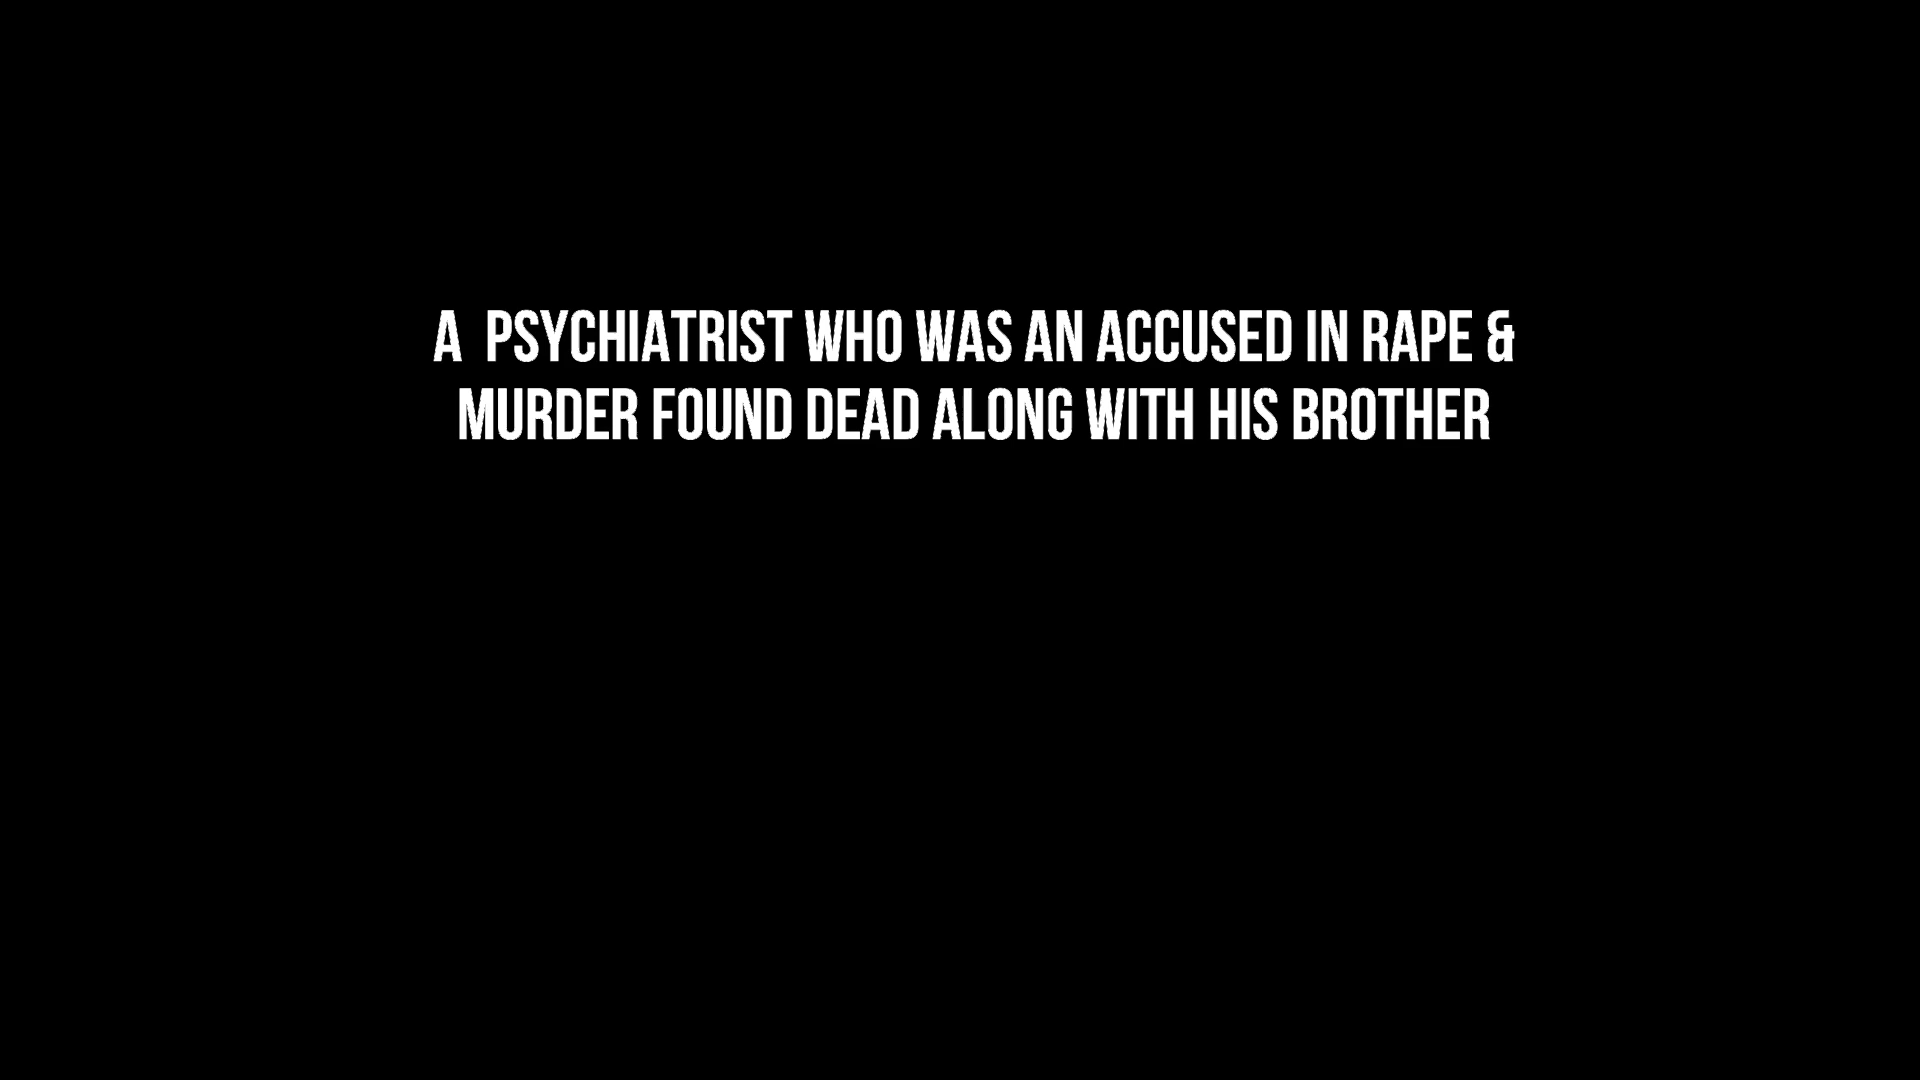 A  PSYCHIATRIST WHO WAS AN ACCUSED IN RAPE &
MURDER FOUND DEAD ALONG WITH HIS BROTHER